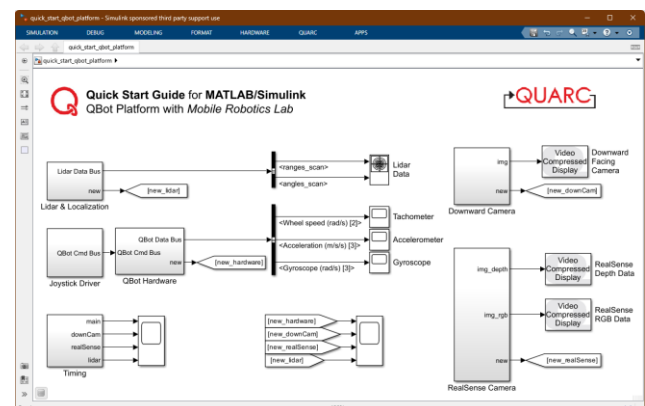 quick_start_qbot_platform - Simulink sponsored third party support use
SIMULATION DEBUG MODELING FORMAT HARDWARE QUARC APPS
quick_start_qbot_platform
quick_start_qbot_platform
Quick Start Guide for MATLAB/Simulink
QBot Platform with Mobile Robotics Lab
QUARC
Lidar Data Bus
new
[new_lidar]
Lidar & Localization
<ranges_scan>
<angles_scan>
Lidar
Data
img
new
Video
Compressed
Display
Downward
Facing
Camera
[new_downCam]
Downward Camera
QBot Cmd Bus
Joystick Driver
QBot Data Bus
QBot Cmd Bus
new
QBot Hardware
[new_hardware]
<Wheel speed (rad/s) [2]>
<Acceleration (m/s/s) [3]>
<Gyroscope (rad/s) [3]>
Tachometer
Accelerometer
Gyroscope
img_depth
img_rgb
new
Video
Compressed
Display
RealSense
Depth Data
Video
Compressed
Display
RealSense
RGB Data
[new_realSense]
RealSense Camera
main
downCam
realSense
lidar
Timing
[new_hardware]
[new_downCam]
[new_realSense]
[new_lidar]